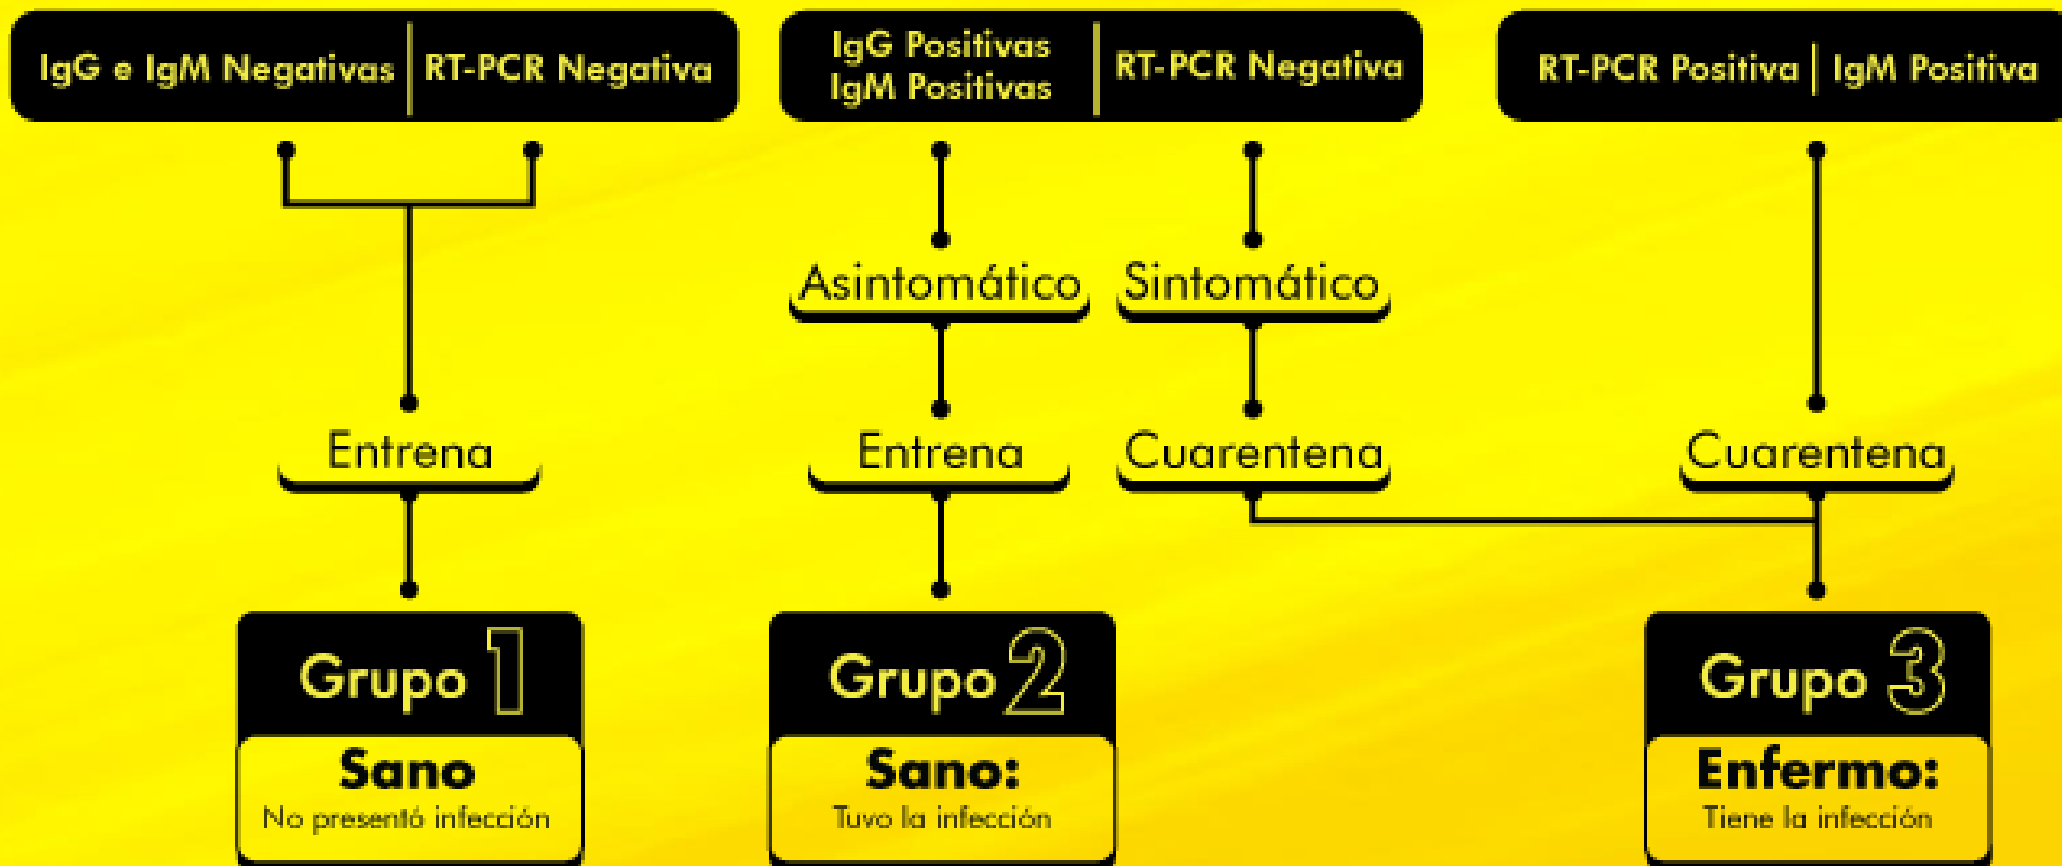 IgG e IgM Negativas | RT-PCR Negativa
IgG Positivas
IgM Positivas
RT-PCR Negativa
RT-PCR Positiva | IgM Positiva
Asintomático
Sintomático
Entrena
Entrena
Cuarentena
Cuarentena
Grupo 1
Sano
No presentó infección
Grupo 2
Sano:
Tuvo la infección
Grupo 3
Enfermo:
Tiene la infección